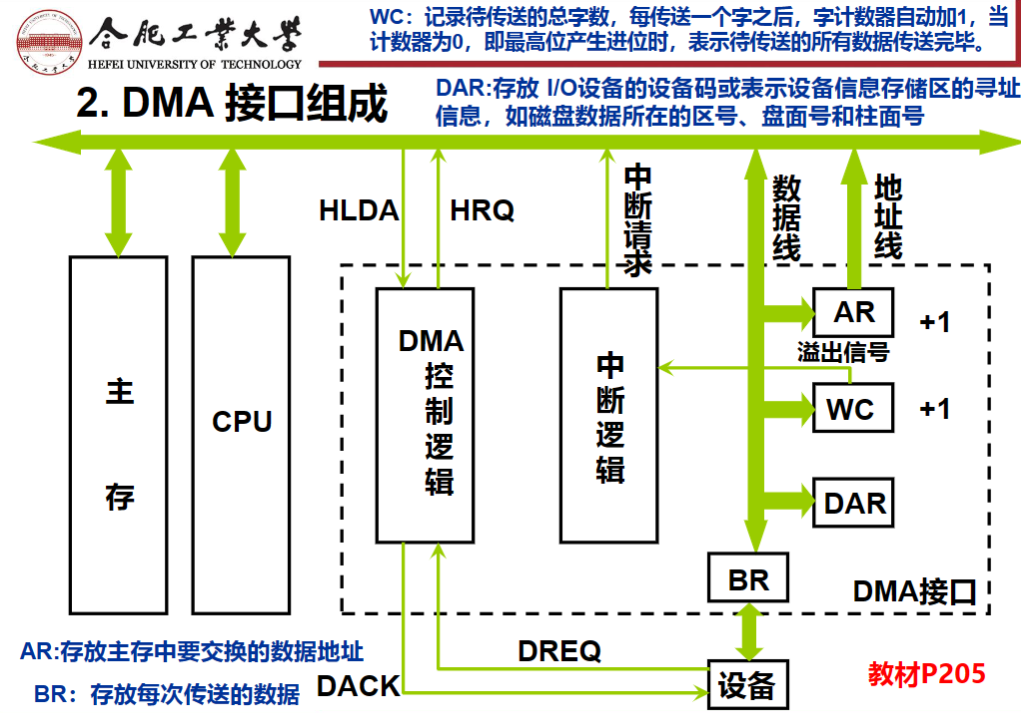 合肥工业大学
HEFEI UNIVERSITY OF TECHNOLOGY
WC：记录待传送的总字数，每传送一个字之后，字计数器自动加1，当
计数器为0，即最高位产生进位时，表示待传送的所有数据传送完毕。
2. DMA 接口组成
DAR:存放 I/O设备的设备码或表示设备信息存储区的寻址
信息，如磁盘数据所在的区号、盘面号和柱面号
HLDA
HRQ
中断请求
数据线
地址线
主存
CPU
DMA
控制逻辑
中断逻辑
AR
+1
溢出信号
WC
+1
DAR
BR
DMA接口
AR:存放主存中要交换的数据地址
BR：存放每次传送的数据
DACK
DREQ
设备
教材P205